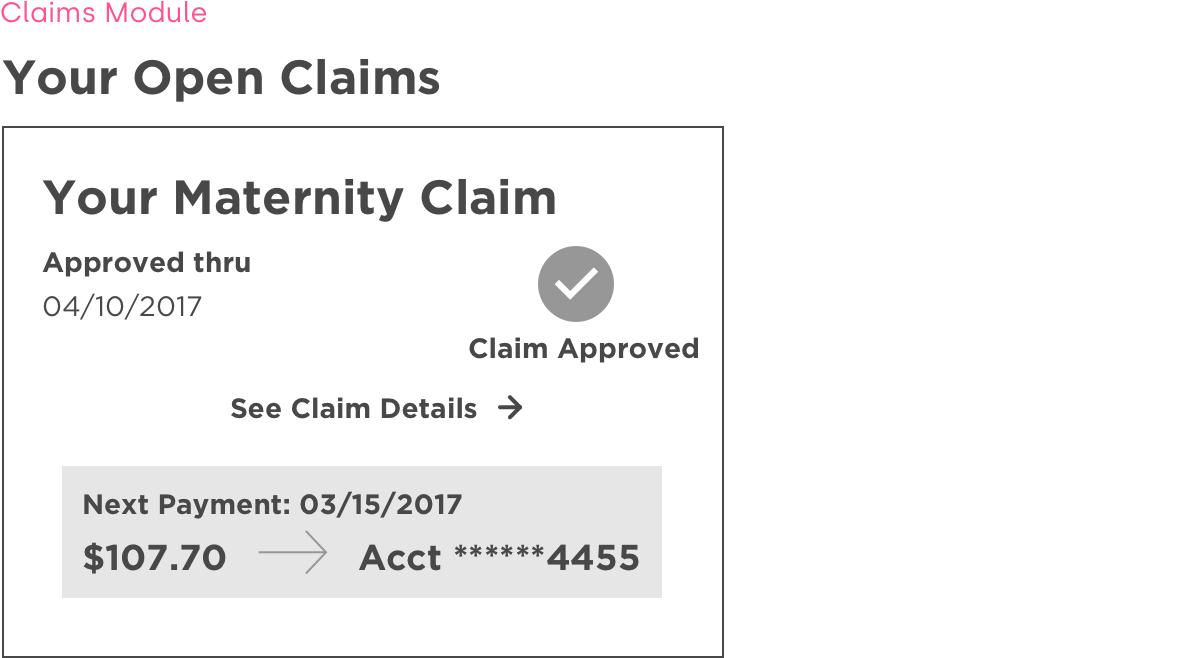 Claims Module
Your Open Claims
Your Maternity Claim
Approved thru
04/10/2017
Claim Approved
See Claim Details →
Next Payment: 03/15/2017
$107.70 → Acct ******4455